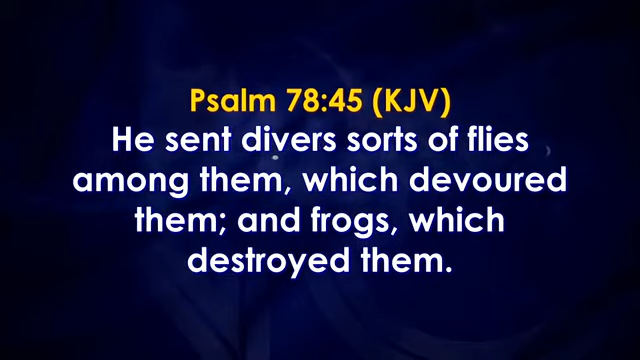 Psalm 78:45 (KJV)
He sent divers sorts of flies
among them, which devoured
them; and frogs, which
destroyed them.